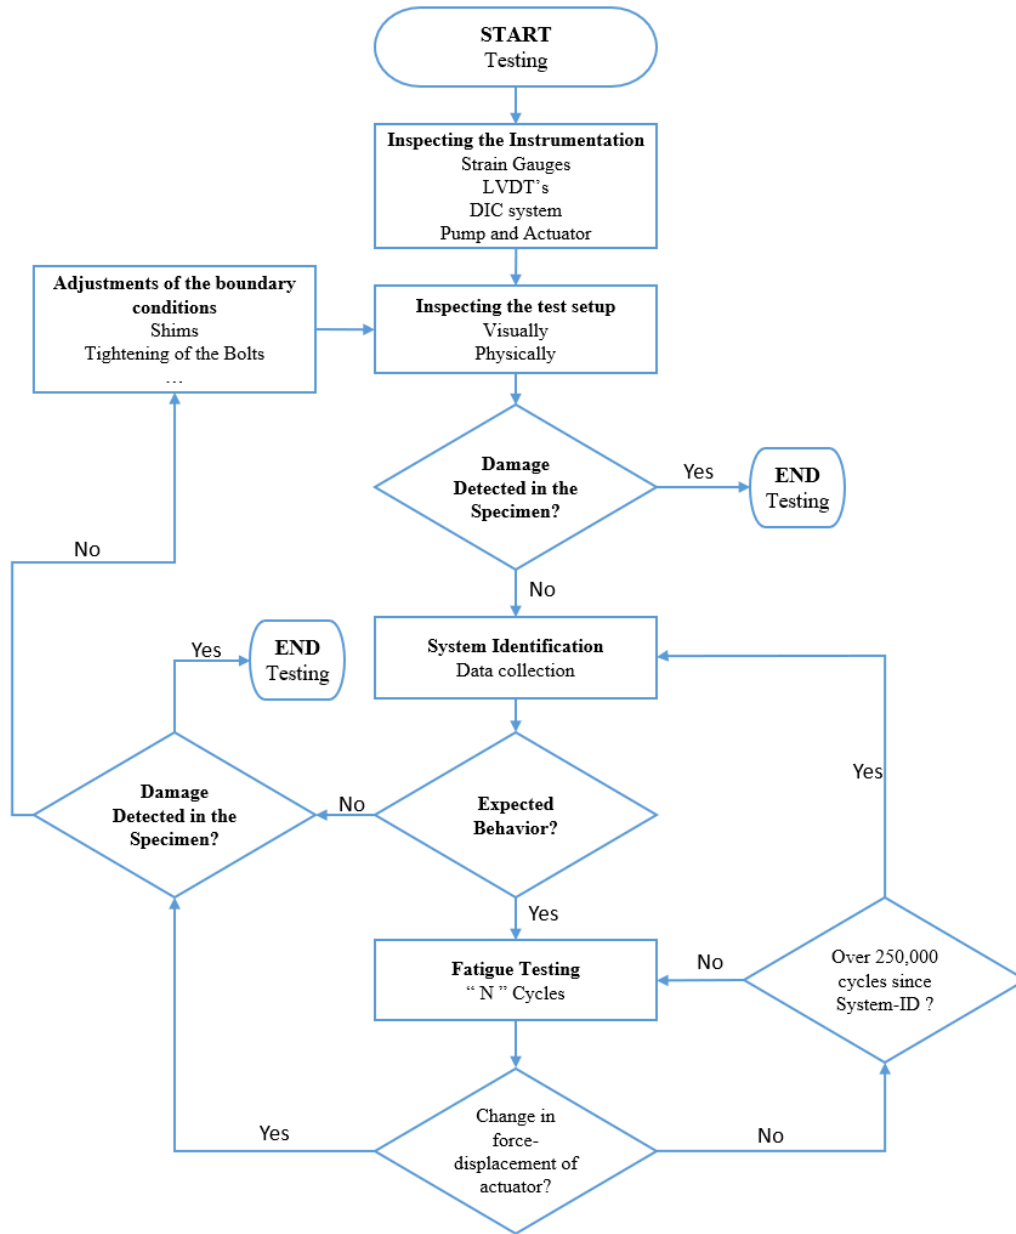 START
Testing
Inspecting the Instrumentation
Strain Gauges
LVDT’s
DIC system
Pump and Actuator
Adjustments of the boundary
conditions
Shims
Tightening of the Bolts
…
Inspecting the test setup
Visually
Physically
Damage
Detected in the
Specimen?
Yes
END
Testing
No
No
System Identification
Data collection
Yes
END
Testing
Damage
Detected in the
Specimen?
No
Expected
Behavior?
Yes
Yes
Fatigue Testing
“ N ” Cycles
No
Over 250,000
cycles since
System-ID ?
Change in
force-
displacement of
actuator?
Yes
No